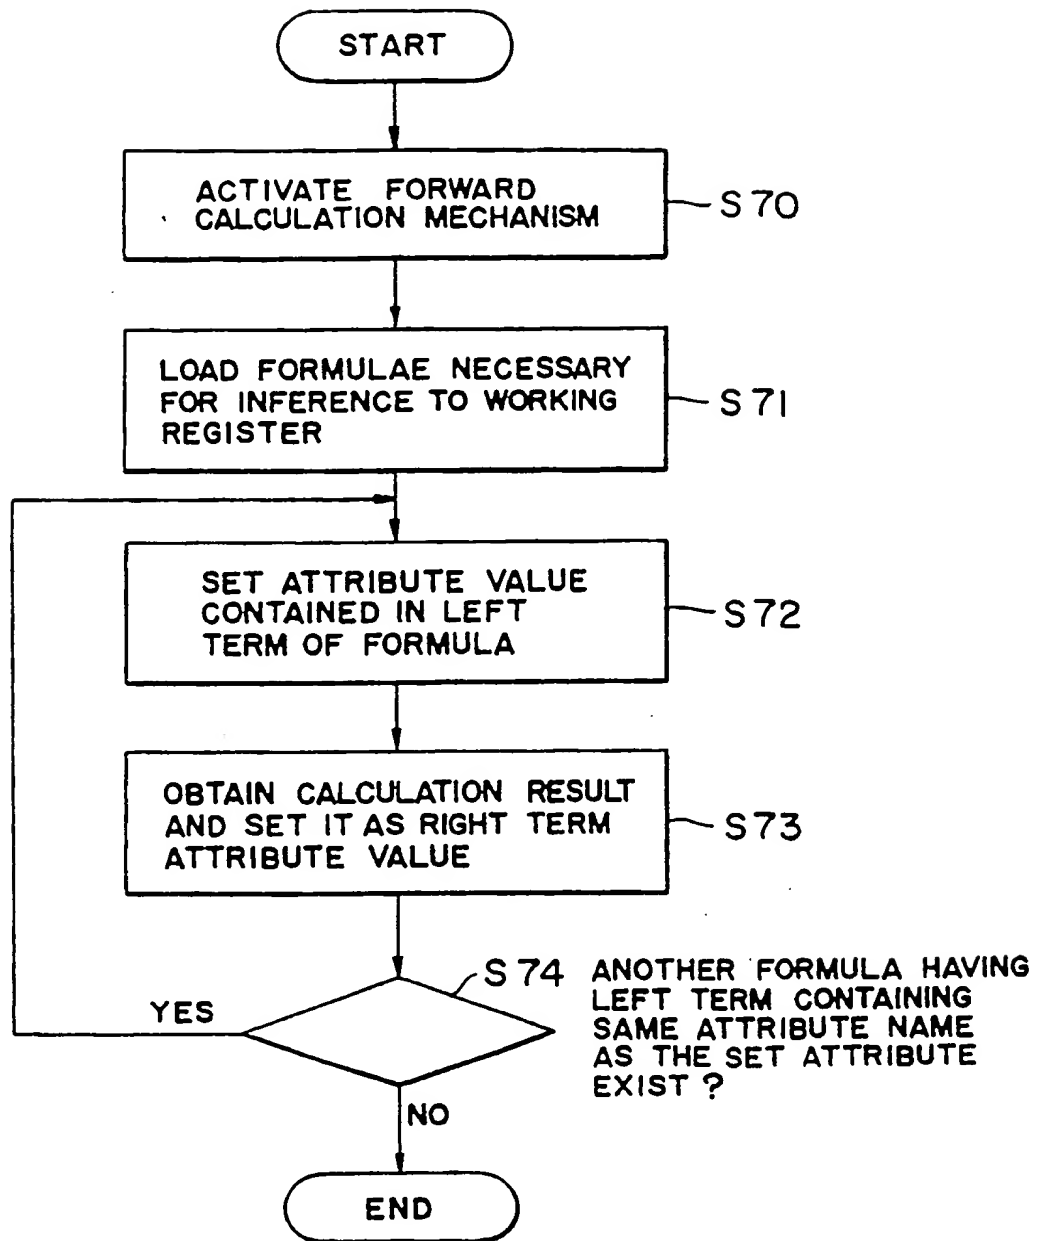 START
ACTIVATE FORWARD
CALCULATION MECHANISM
S70
LOAD FORMULAE NECESSARY
FOR INFERENCE TO WORKING
REGISTER
S71
SET ATTRIBUTE VALUE
CONTAINED IN LEFT
TERM OF FORMULA
S72
OBTAIN CALCULATION RESULT
AND SET IT AS RIGHT TERM
ATTRIBUTE VALUE
S73
S74
ANOTHER FORMULA HAVING
LEFT TERM CONTAINING
SAME ATTRIBUTE NAME
AS THE SET ATTRIBUTE
EXIST ?
YES
NO
END